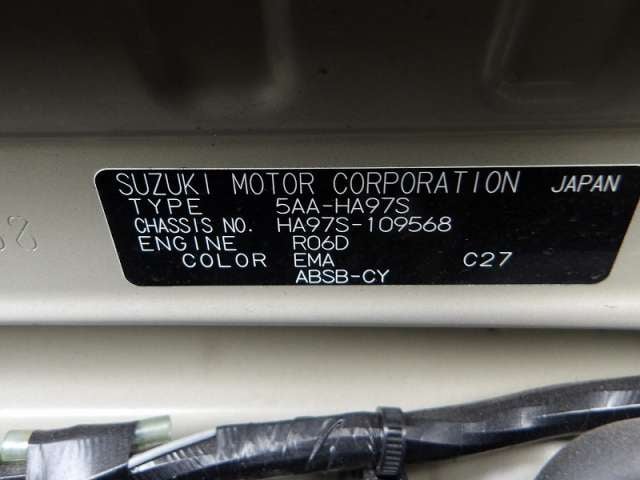 SUZUKI MOTOR CORPORATION JAPAN
TYPE 5AA-HA97S
CHASSIS NO. HA97S-109568
ENGINE R06D
COLOR EMA C27
ABSB-CY